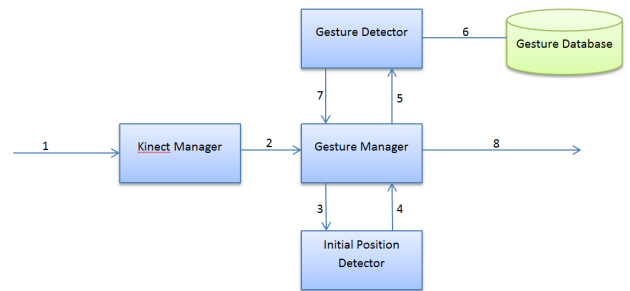 Gesture Detector
6
Gesture Database
7
5
1
Kinect Manager
2
Gesture Manager
8
3
4
Initial Position
Detector